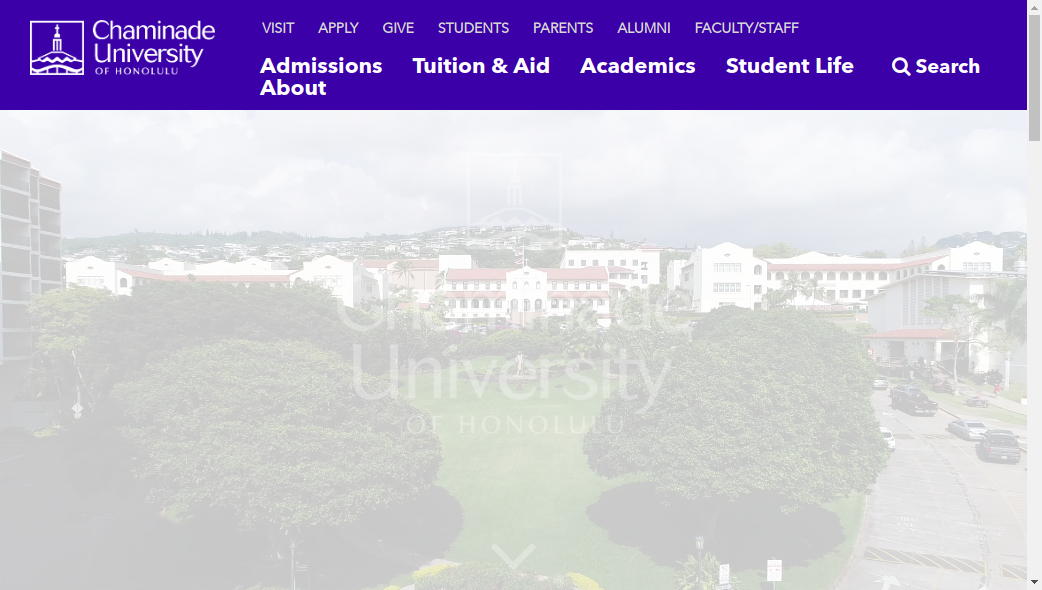 Chaminade
University
OF HONOLULU
VISIT APPLY GIVE STUDENTS PARENTS ALUMNI FACULTY/STAFF
Admissions Tuition & Aid Academics Student Life Search
About
Chaminade
University
OF HONOLULU